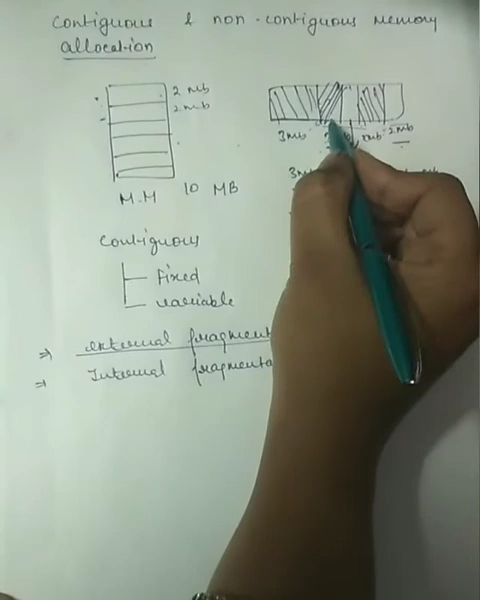 contiguous & non-contiguous memory
allocation
2 mb
2 mb
M.M 10 MB
3mb
2mb
contiguous
Fixed
variable
⇒ external fragment
⇒ Internal fragmenta